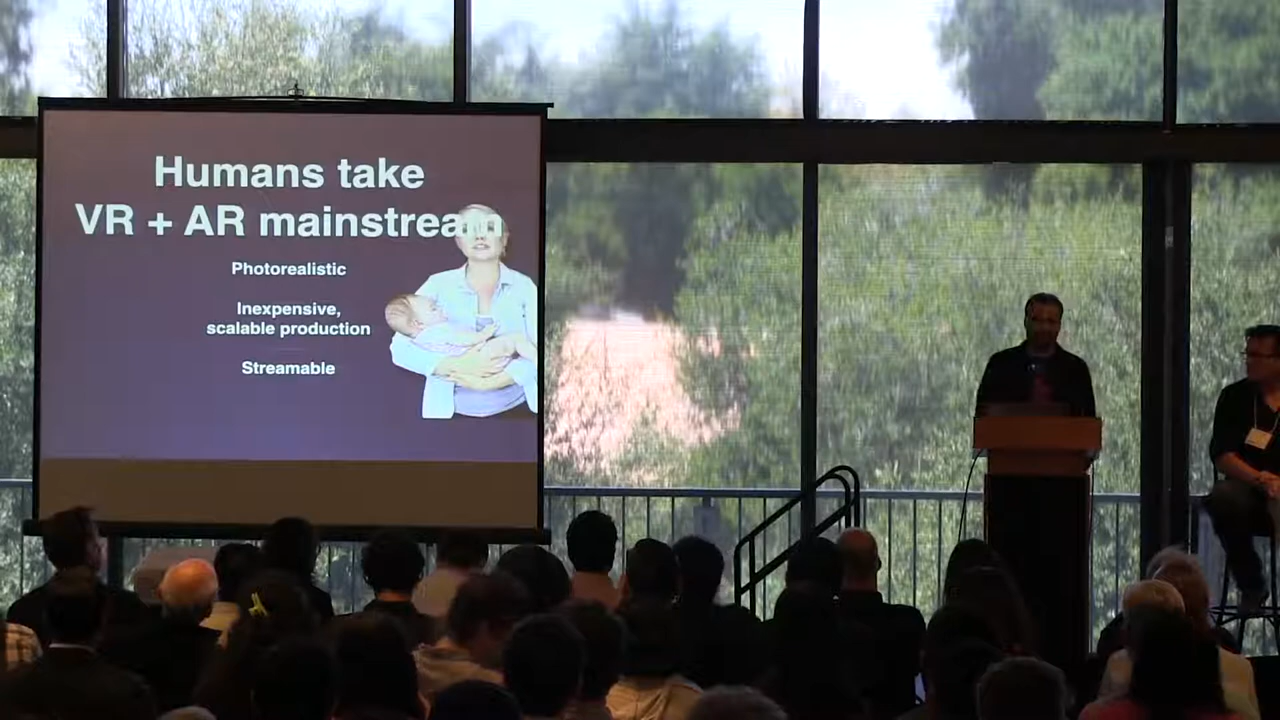 Humans take
VR + AR mainstream
Photorealistic
Inexpensive,
scalable production
Streamable